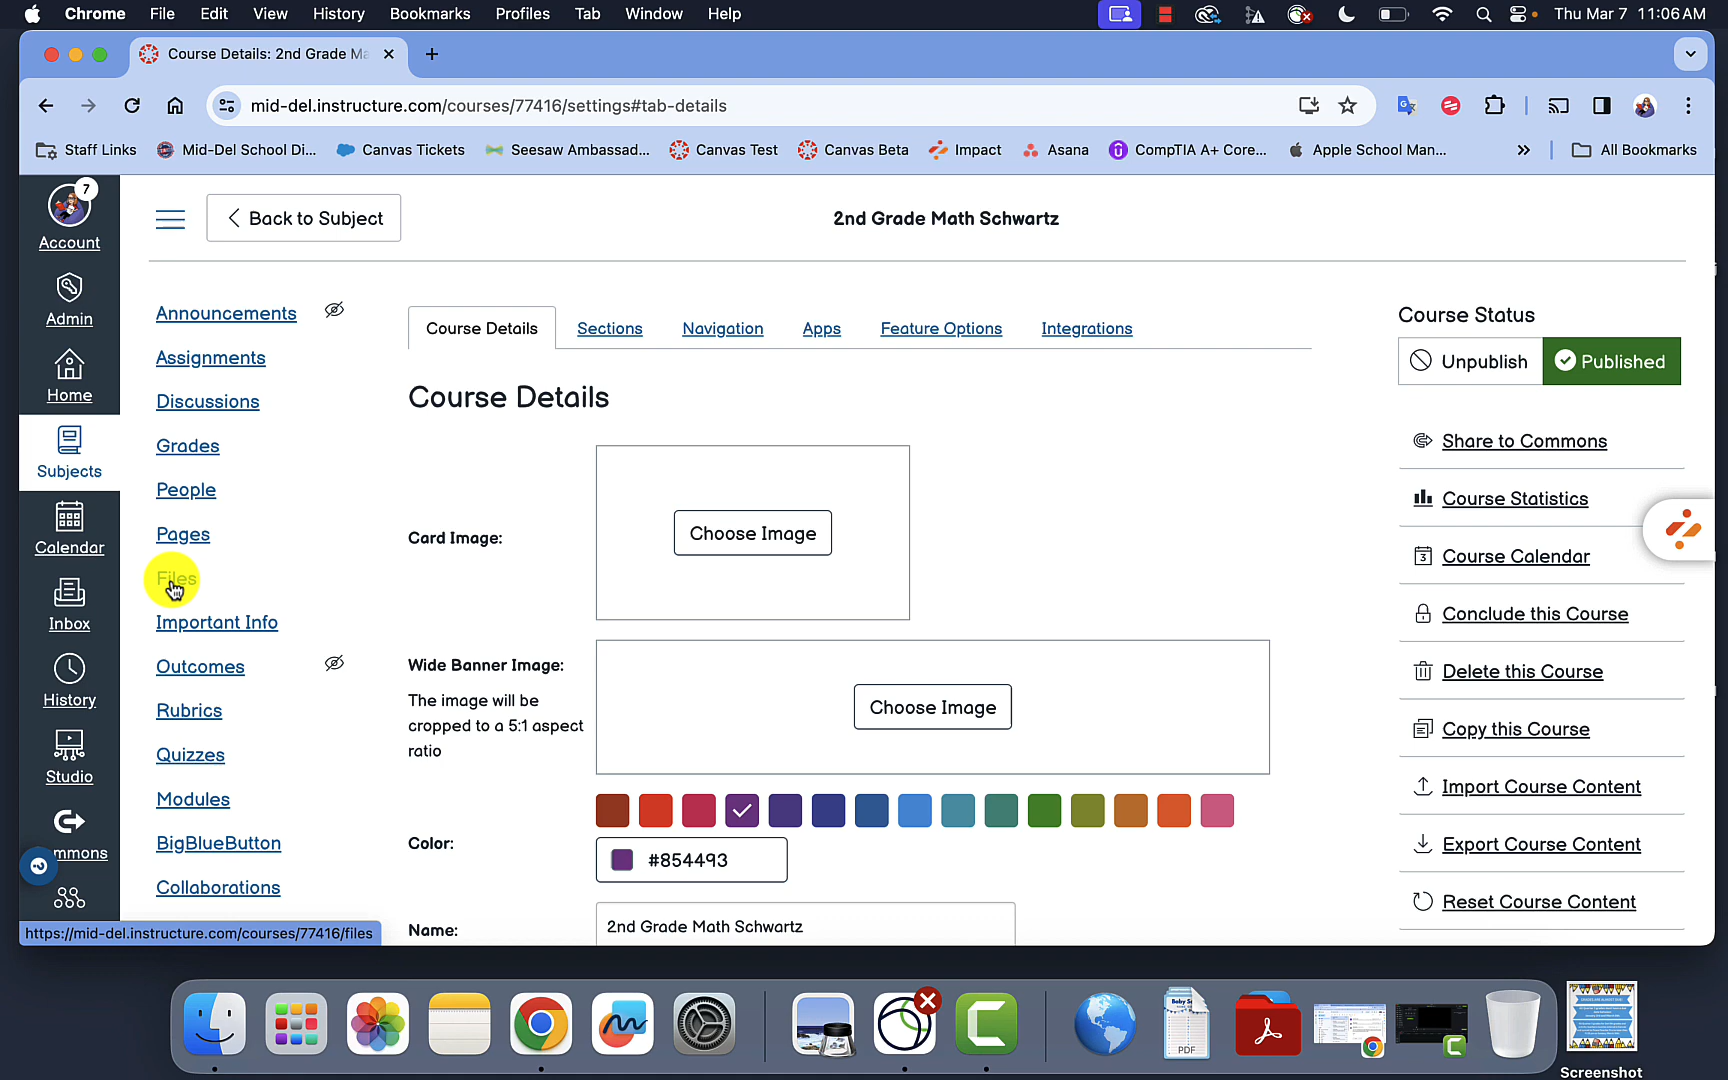 Chrome File Edit View History Bookmarks Profiles Tab Window Help Thu Mar 7 11:06 AM
Course Details: 2nd Grade Ma
mid-del.instructure.com/courses/77416/settings#tab-details
Staff Links Mid-Del School Di... Canvas Tickets Seesaw Ambassad... Canvas Test Canvas Beta Impact Asana CompTIA A+ Core... Apple School Man... » All Bookmarks
7
Account
Admin
Home
Subjects
Calendar
Inbox
History
Studio
mmons
Back to Subject
2nd Grade Math Schwartz
Announcements
Assignments
Discussions
Grades
People
Pages
Files
Important Info
Outcomes
Rubrics
Quizzes
Modules
BigBlueButton
Collaborations
Course Details Sections Navigation Apps Feature Options Integrations
Course Details
Card Image:
Choose Image
Wide Banner Image:
The image will be
cropped to a 5:1 aspect
ratio
Choose Image
Color:
#854493
Name:
2nd Grade Math Schwartz
Course Status
Unpublish Published
Share to Commons
Course Statistics
3 Course Calendar
Conclude this Course
Delete this Course
Copy this Course
Import Course Content
Export Course Content
Reset Course Content
https://mid-del.instructure.com/courses/77416/files
PDF
Screenshot